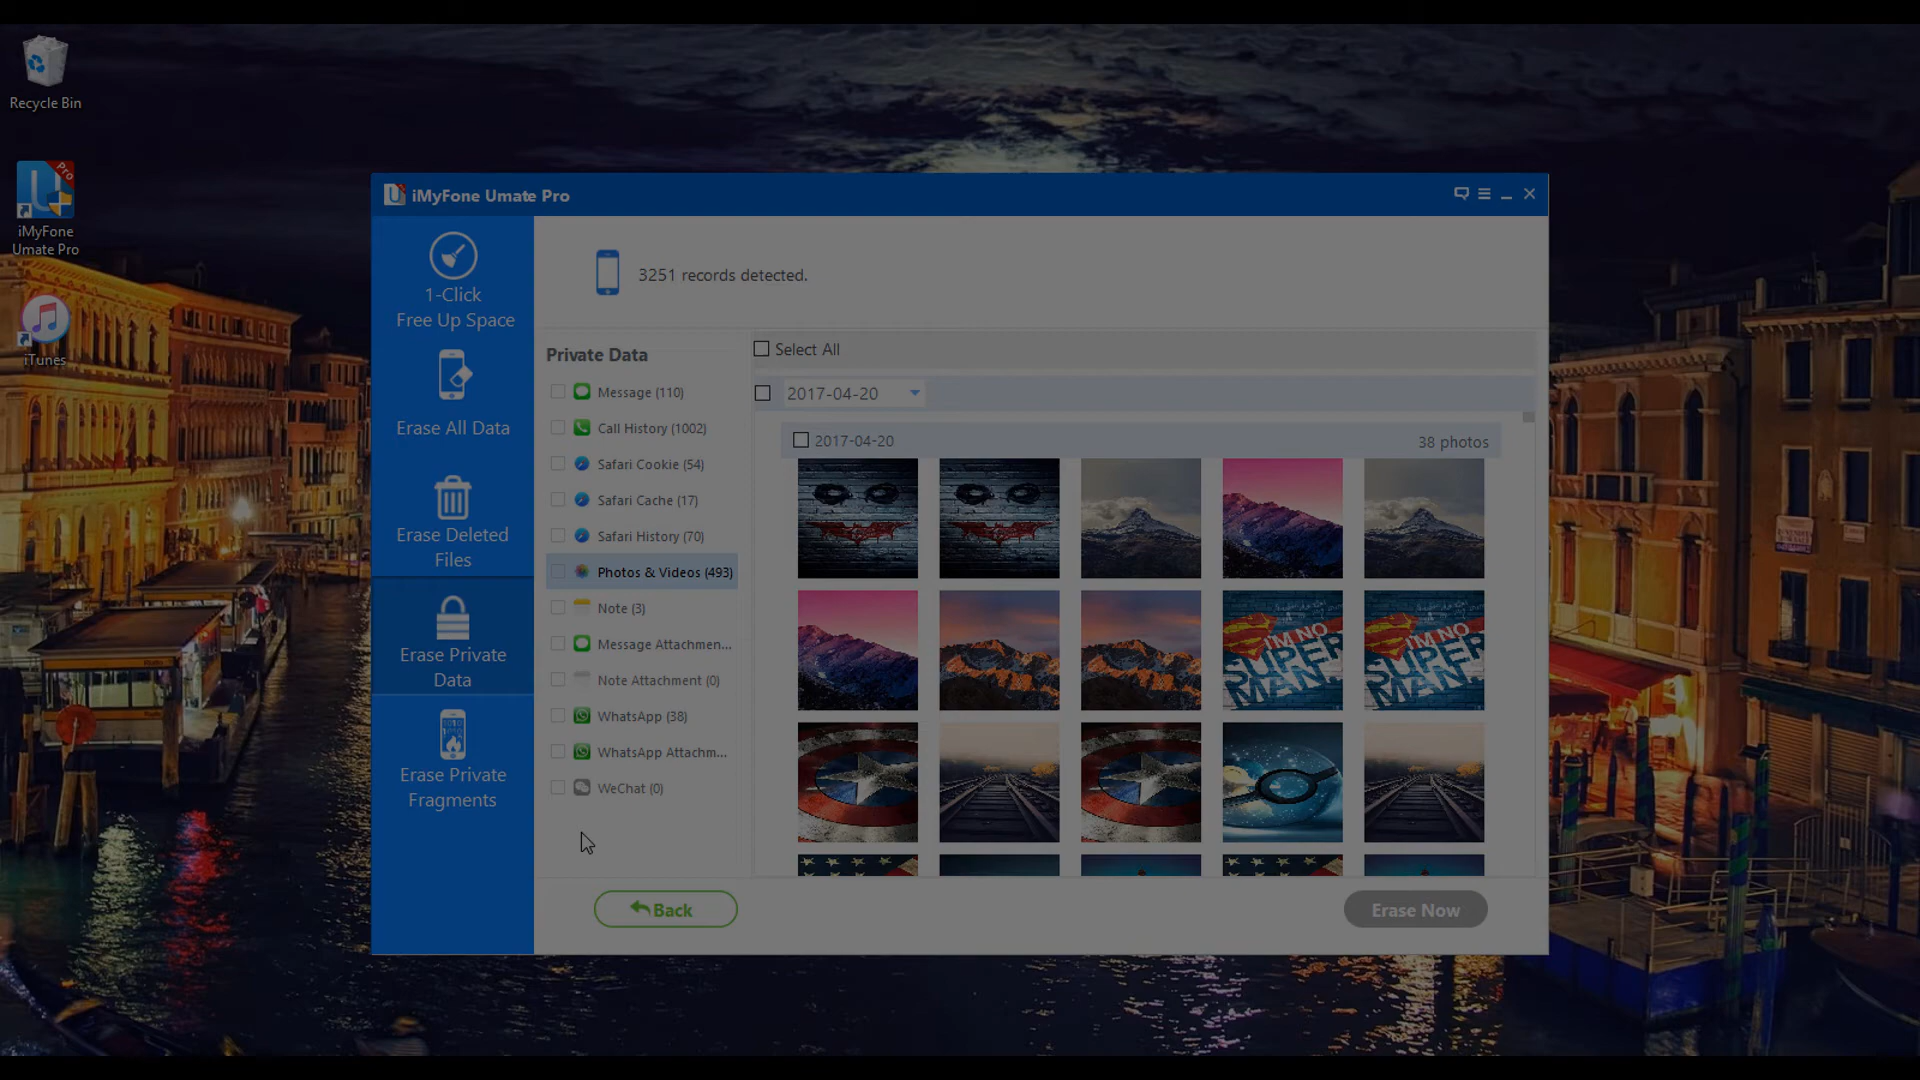 Recycle Bin
iMyFone
Umate Pro
iTunes
iMyFone Umate Pro
1-Click
Free Up Space
Erase All Data
Erase Deleted
Files
Erase Private
Data
Erase Private
Fragments
3251 records detected.
Private Data
Message (110)
Call History (1002)
Safari Cookie (54)
Safari Cache (17)
Safari History (70)
Photos & Videos (493)
Note (3)
Message Attachmen...
Note Attachment (0)
WhatsApp (38)
WhatsApp Attachm...
WeChat (0)
Select All
2017-04-20
2017-04-20
38 photos
I'M NO
SUPER
MAN.
I'M NO
SUPER
MAN.
Back
Erase Now